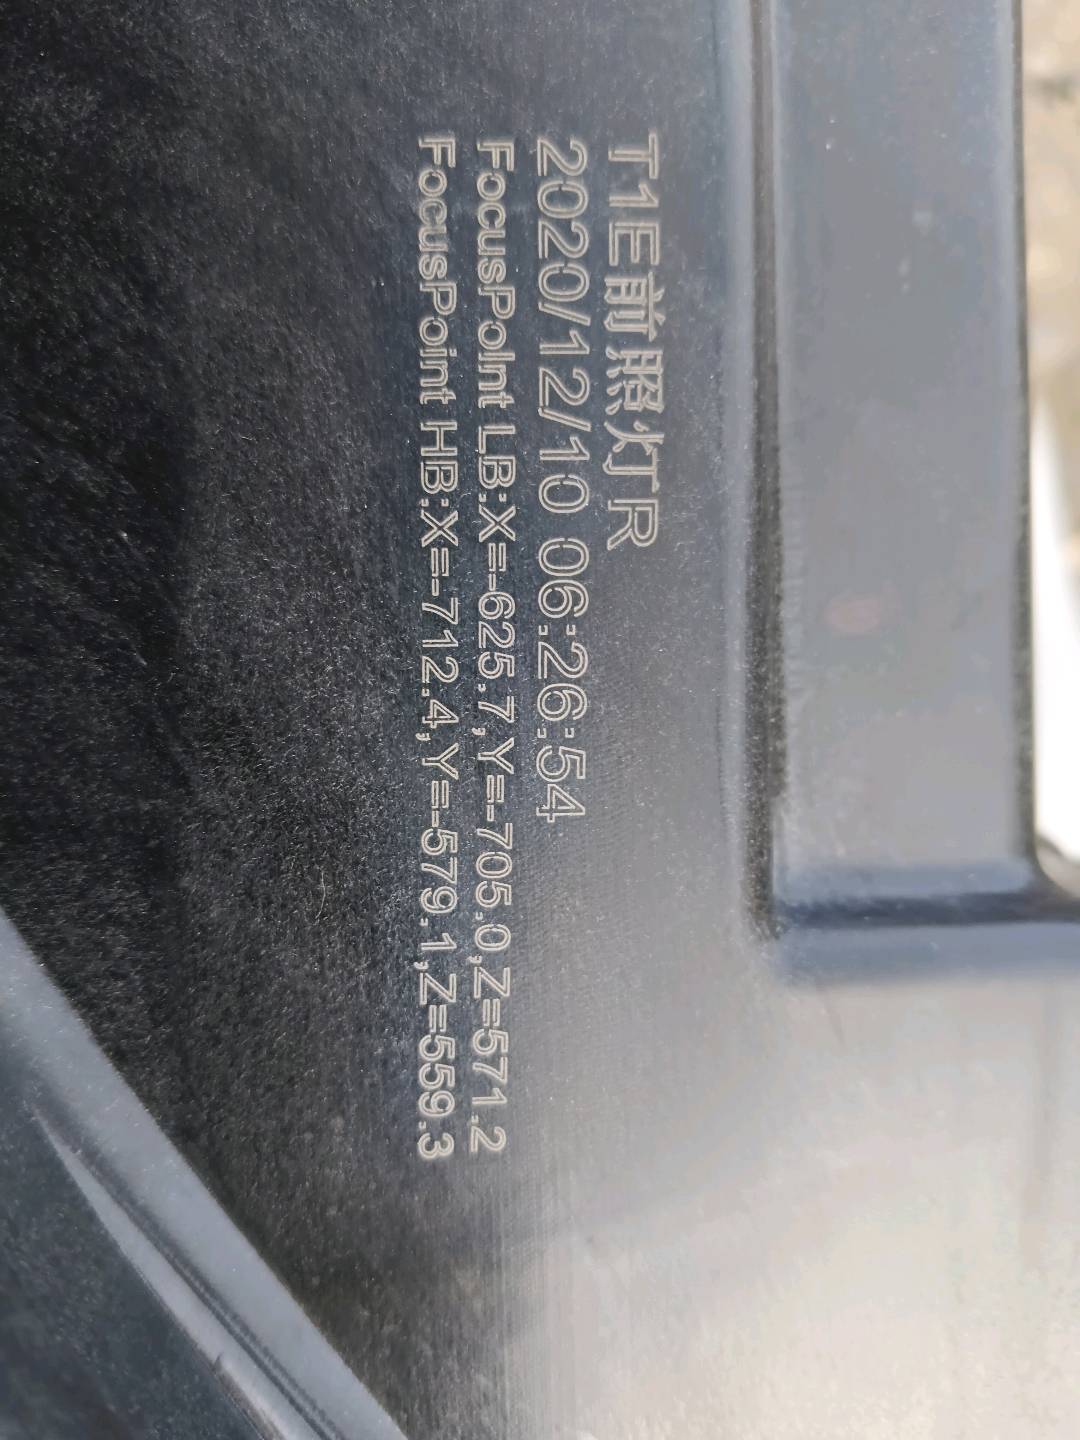 T1E前照灯R
2020/12/10 06:26:54
FocusPoint LB:X=-625.7,Y=-705.0,Z=571.2
FocusPoint HB:X=-712.4,Y=-579.1,Z=559.3